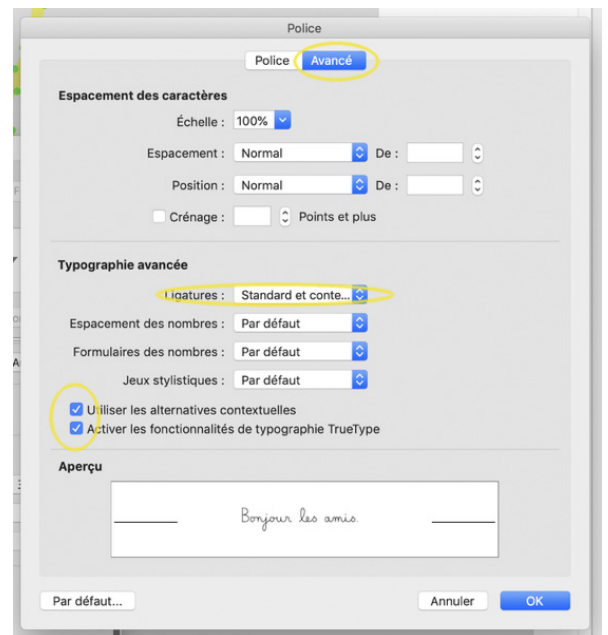 Police
Police Avancé
Espacement des caractères
Échelle : 100%
Espacement : Normal De :
Position : Normal De :
Crénage : Points et plus
Typographie avancée
Ligatures : Standard et conte...
Espacement des nombres : Par défaut
Formulaires des nombres : Par défaut
Jeux stylistiques : Par défaut
Utiliser les alternatives contextuelles
Activer les fonctionnalités de typographie TrueType
Aperçu
Bonjour les amis.
Par défaut... Annuler OK